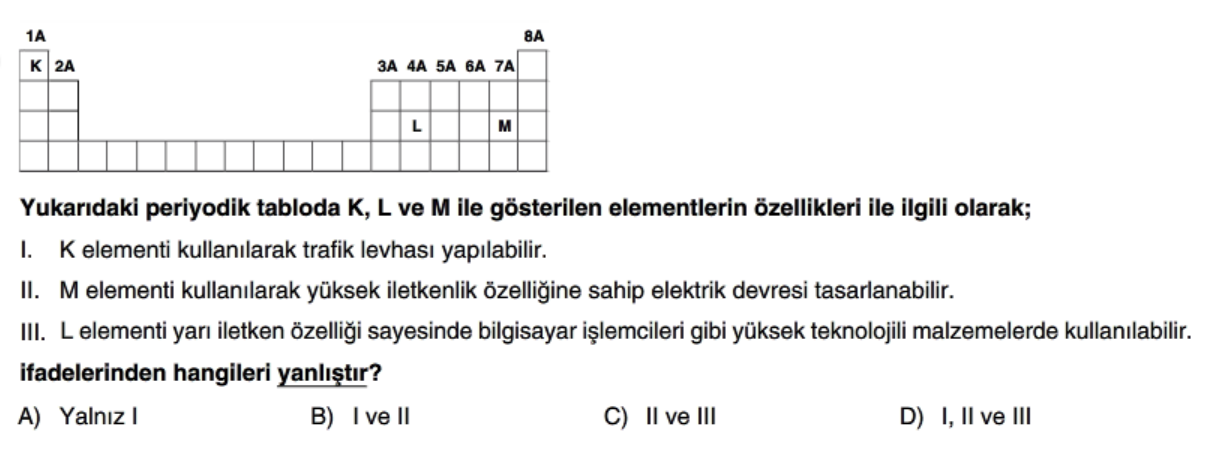 1A 8A
K 2A 3A 4A 5A 6A 7A
L M
Yukarıdaki periyodik tabloda K, L ve M ile gösterilen elementlerin özellikleri ile ilgili olarak;
I. K elementi kullanılarak trafik levhası yapılabilir.
II. M elementi kullanılarak yüksek iletkenlik özelliğine sahip elektrik devresi tasarlanabilir.
III. L elementi yarı iletken özelliği sayesinde bilgisayar işlemcileri gibi yüksek teknolojili malzemelerde kullanılabilir.
ifadelerinden hangileri yanlıştır?
A) Yalnız I B) I ve II C) II ve III D) I, II ve III